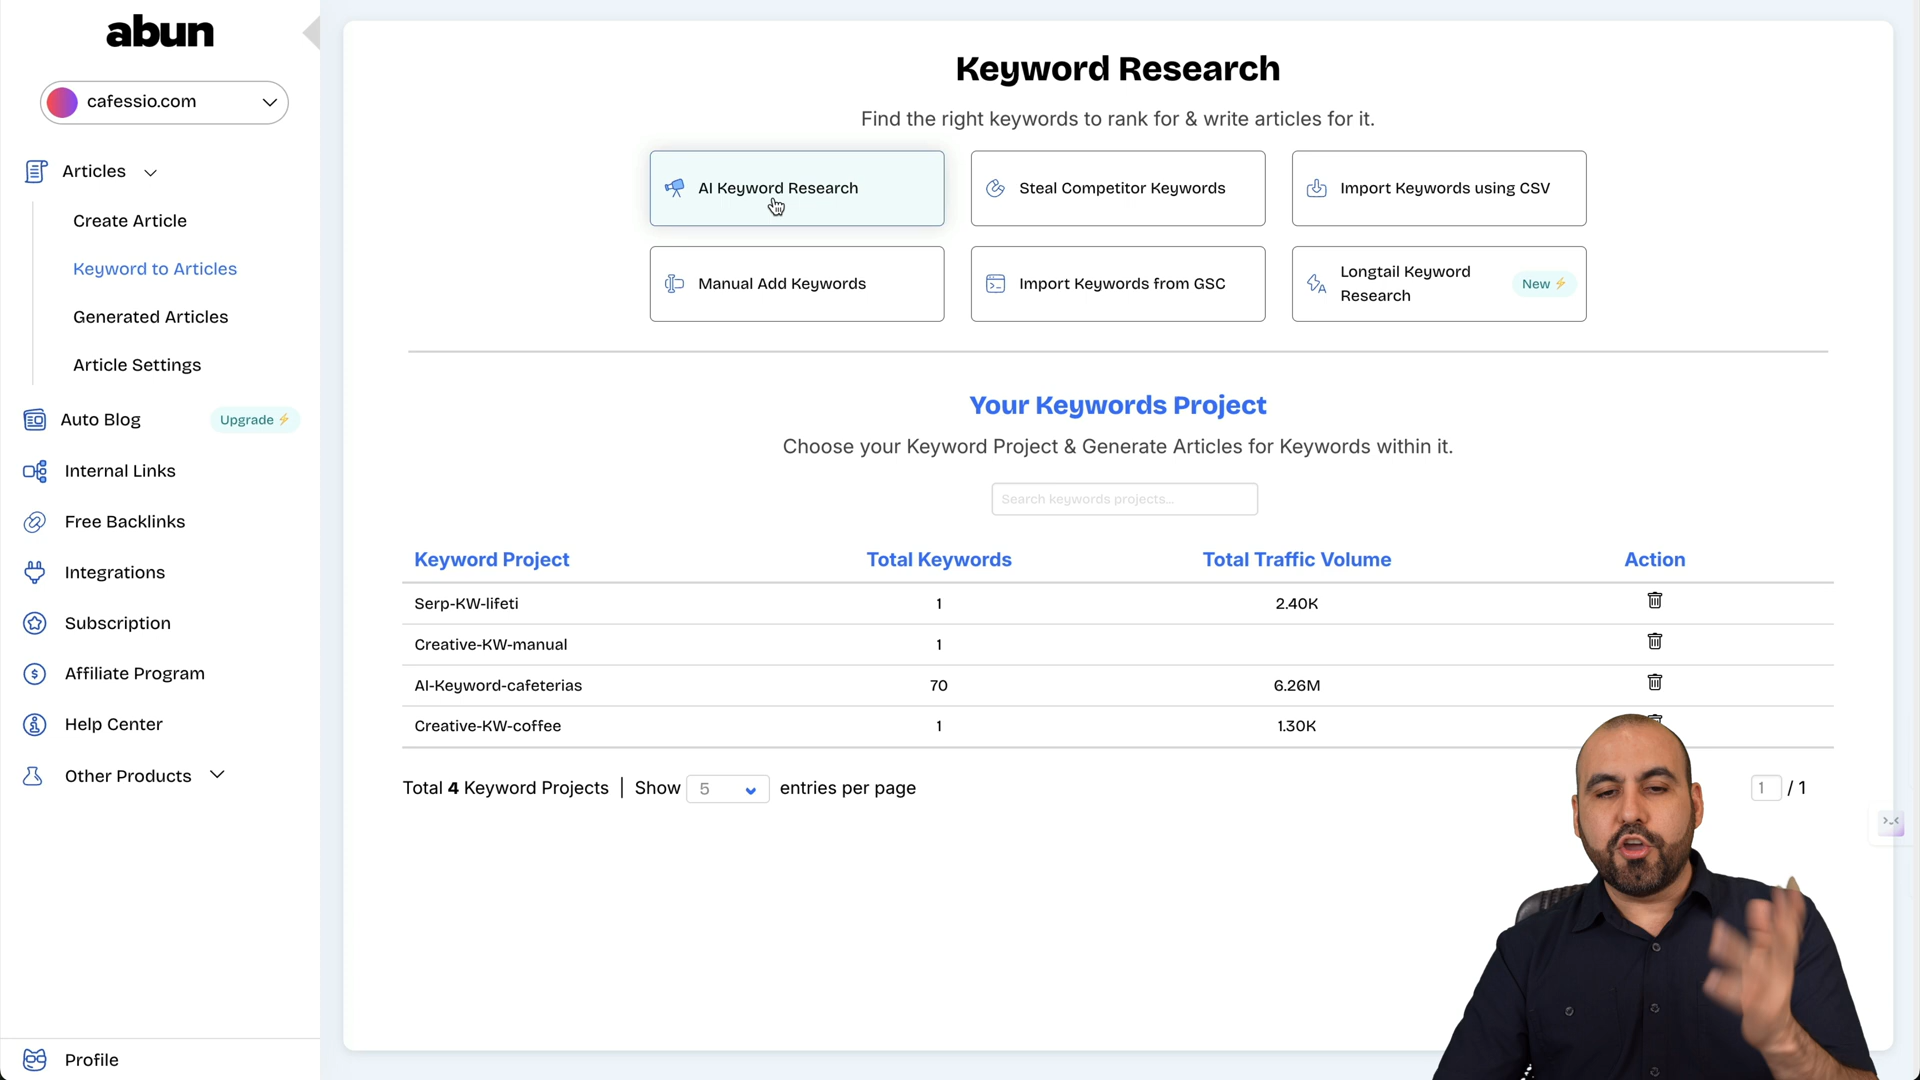 abun
cafessio.com
Articles
Create Article
Keyword to Articles
Generated Articles
Article Settings
Auto Blog
Upgrade
Internal Links
Free Backlinks
Integrations
Subscription
Affiliate Program
Help Center
Other Products
Profile
Keyword Research
Find the right keywords to rank for & write articles for it.
AI Keyword Research
Steal Competitor Keywords
Import Keywords using CSV
Manual Add Keywords
Import Keywords from GSC
Longtail Keyword
Research
New
Your Keywords Project
Choose your Keyword Project & Generate Articles for Keywords within it.
Search keywords projects...
Keyword Project Total Keywords Total Traffic Volume Action
Serp-KW-lifeti 1 2.40K
Creative-KW-manual 1
AI-Keyword-cafeterias 70 6.26M
Creative-KW-coffee 1 1.30K
Total 4 Keyword Projects | Show 5 entries per page
1 / 1